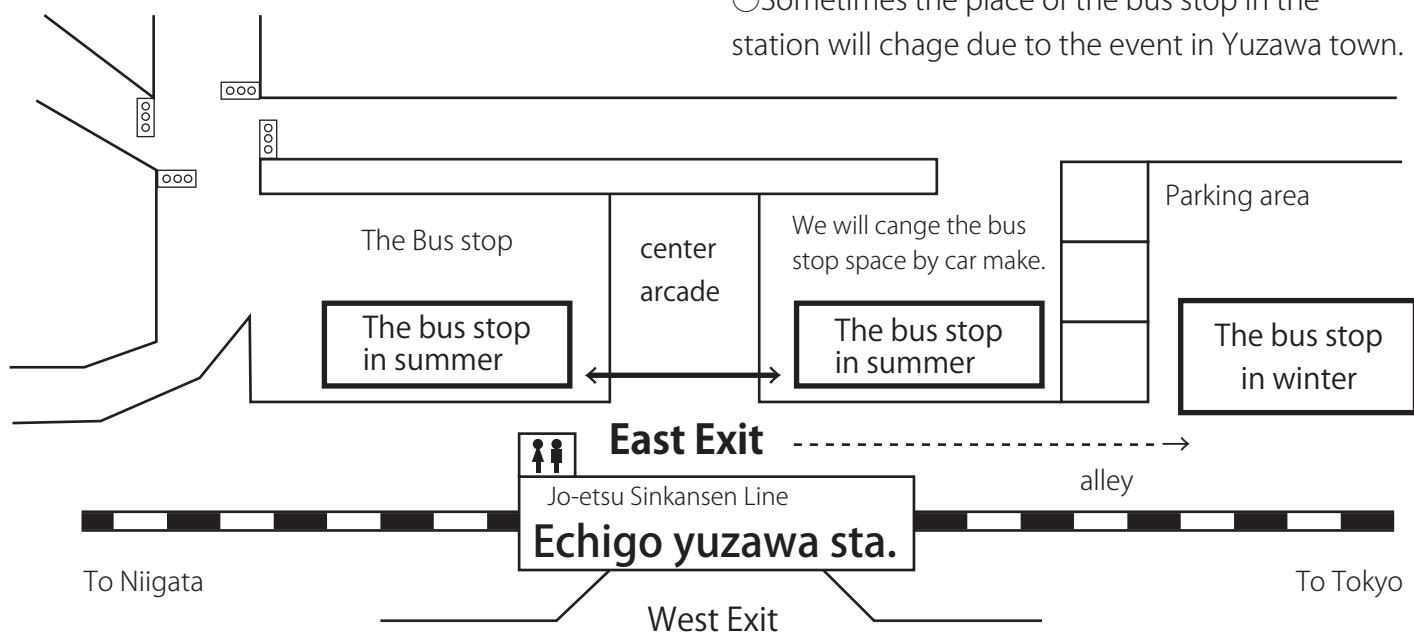 ○Sometimes the place of the bus stop in the
station will chage due to the event in Yuzawa town.
Parking area
The Bus stop
center
arcade
We will cange the bus
stop space by car make.
The bus stop
in summer
The bus stop
in summer
The bus stop
in winter
East Exit
alley
Jo-etsu Sinkansen Line
Echigo yuzawa sta.
To Niigata
To Tokyo
West Exit